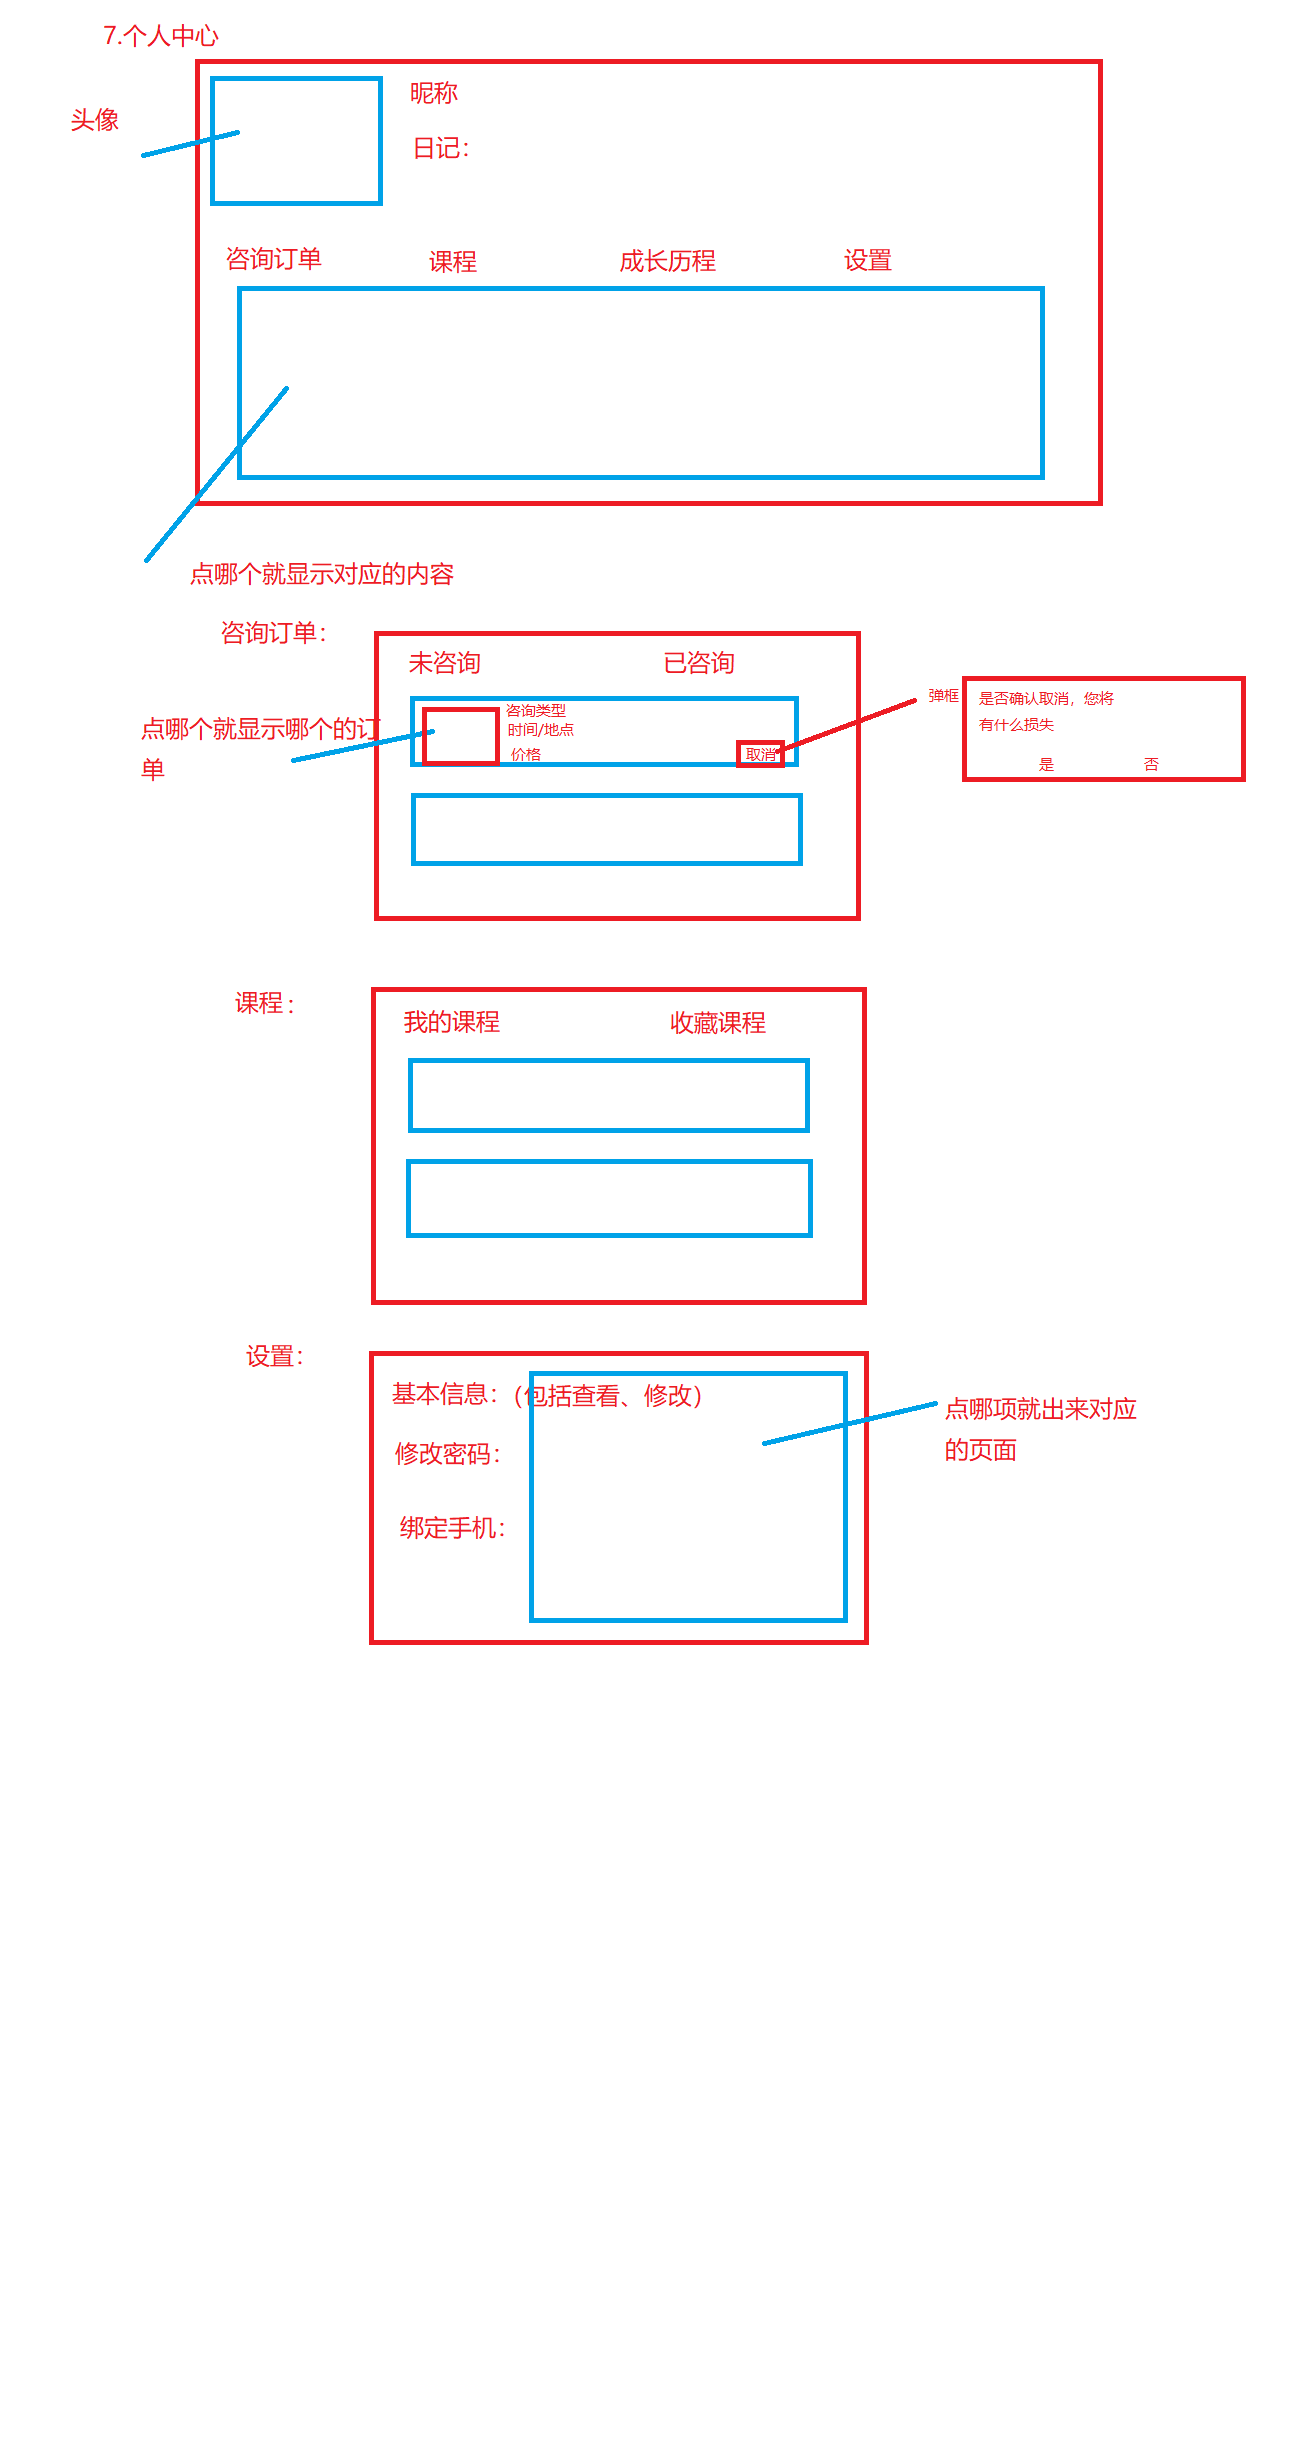 7.个人中心
头像
昵称
日记：
咨询订单
课程
成长历程
设置
点哪个就显示对应的内容
咨询订单：
未咨询
已咨询
点哪个就显示哪个的订
单
咨询类型
时间/地点
价格
取消
弹框
是否确认取消，您将
有什么损失
是
否
课程：
我的课程
收藏课程
设置：
基本信息：（包括查看、修改）
修改密码：
绑定手机：
点哪项就出来对应
的页面